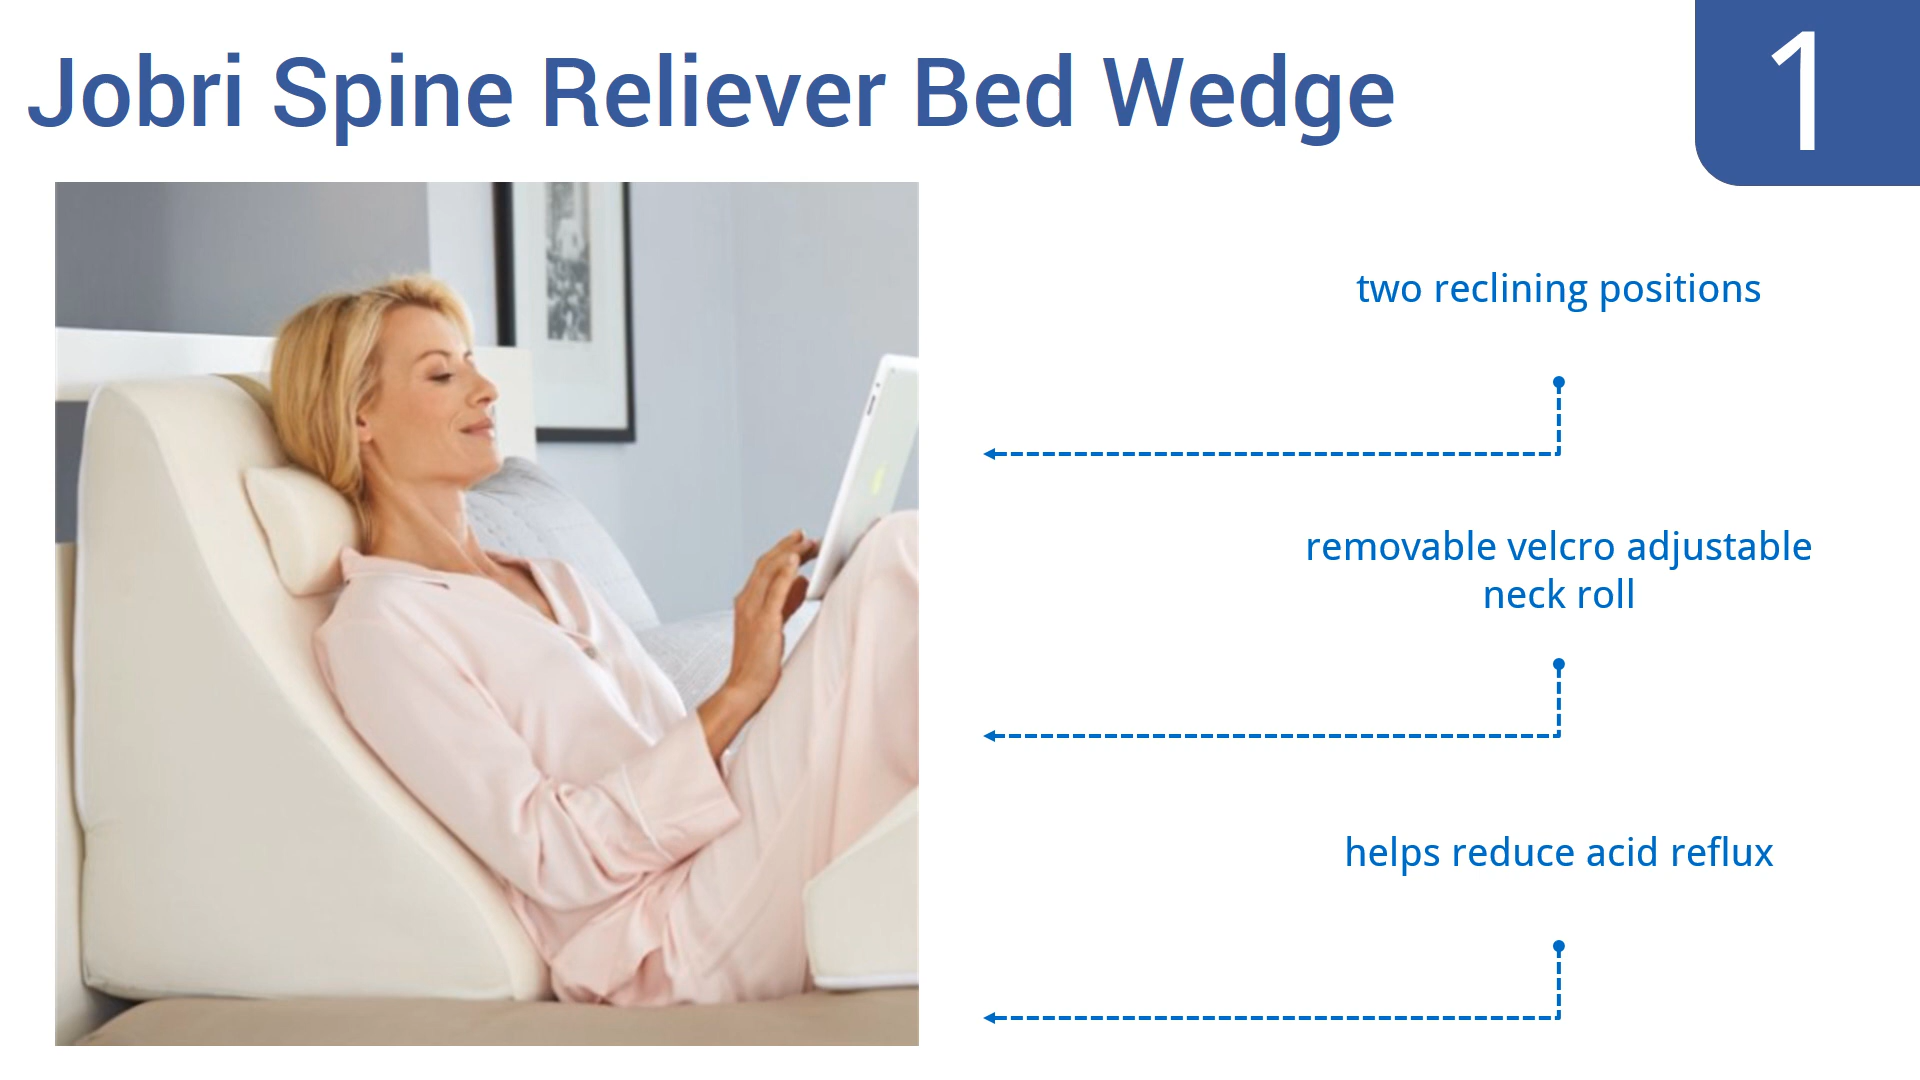 Jobri Spine Reliever Bed Wedge
1
two reclining positions
removable velcro adjustable
neck roll
helps reduce acid reflux